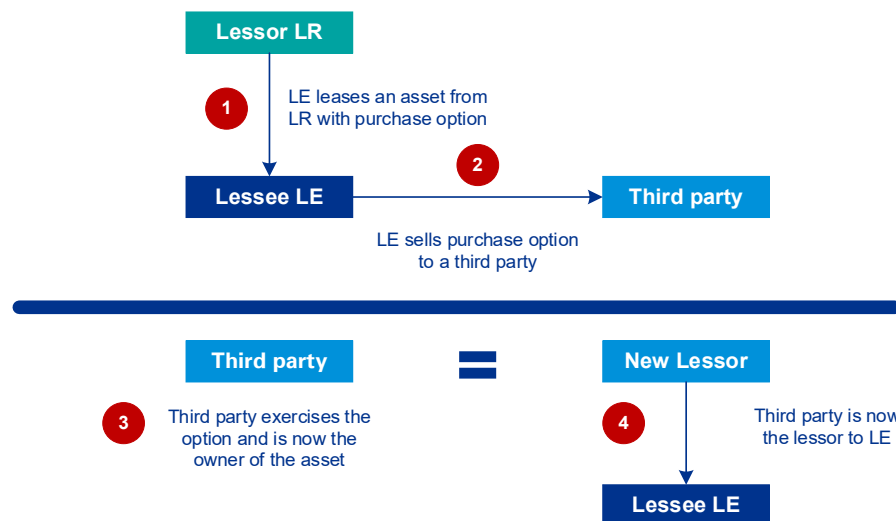 Lessor LR
1
LE leases an asset from
LR with purchase option
2
Lessee LE
Third party
LE sells purchase option
to a third party
Third party
=
New Lessor
3
Third party exercises the
option and is now the
owner of the asset
4
Third party is now
the lessor to LE
Lessee LE